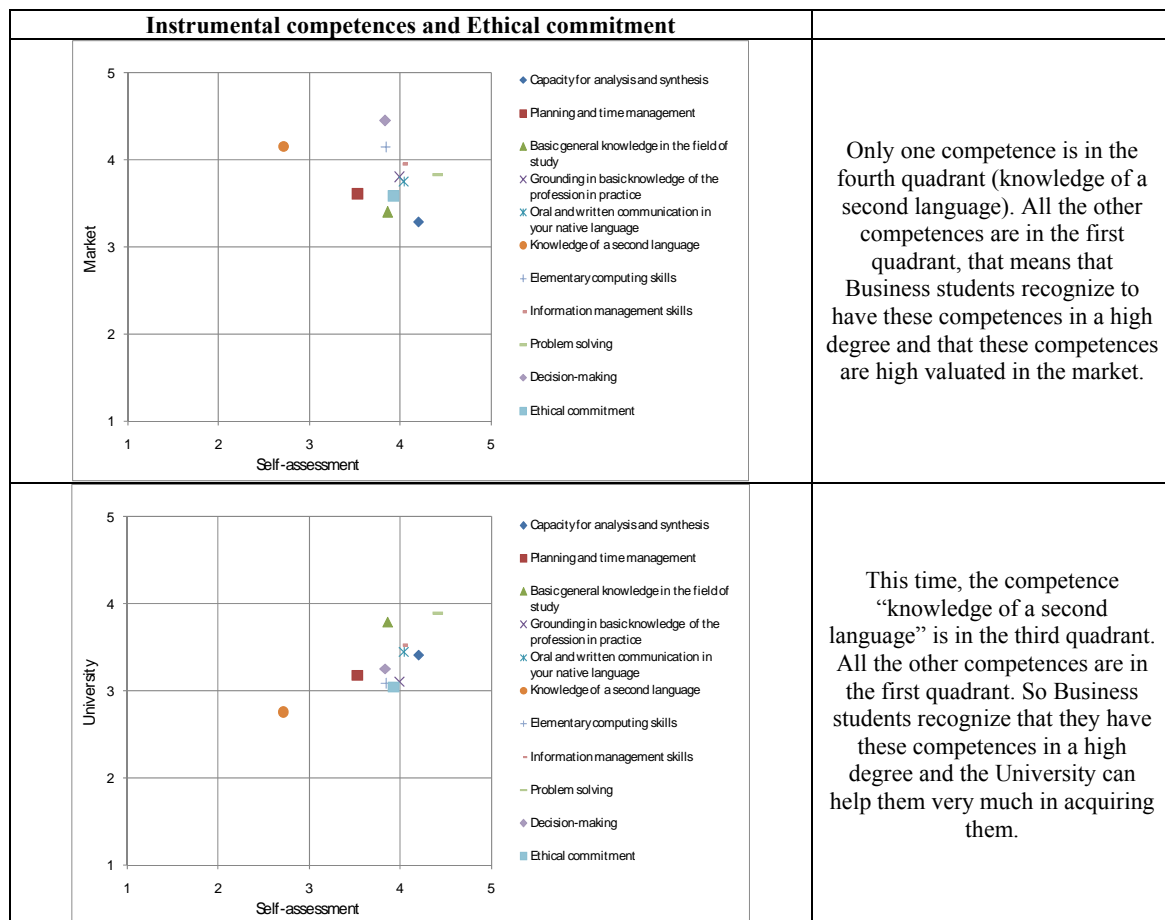 Instrumental competences and Ethical commitment
5
4
3
2
1
Market
1 2 3 4 5
Self-assessment
Capacity for analysis and synthesis
Planning and time management
Basic general knowledge in the field of
study
Grounding in basic knowledge of the
profession in practice
Oral and written communication in
your native language
Knowledge of a second language
Elementary computing skills
Information management skills
Problem solving
Decision-making
Ethical commitment
Only one competence is in the
fourth quadrant (knowledge of a
second language). All the other
competences are in the first
quadrant, that means that
Business students recognize to
have these competences in a high
degree and that these competences
are high valuated in the market.
5
4
3
2
1
University
1 2 3 4 5
Self-assessment
Capacity for analysis and synthesis
Planning and time management
Basic general knowledge in the field of
study
Grounding in basic knowledge of the
profession in practice
Oral and written communication in
your native language
Knowledge of a second language
Elementary computing skills
Information management skills
Problem solving
Decision-making
Ethical commitment
This time, the competence
“knowledge of a second
language” is in the third quadrant.
All the other competences are in
the first quadrant. So Business
students recognize that they have
these competences in a high
degree and the University can
help them very much in acquiring
them.